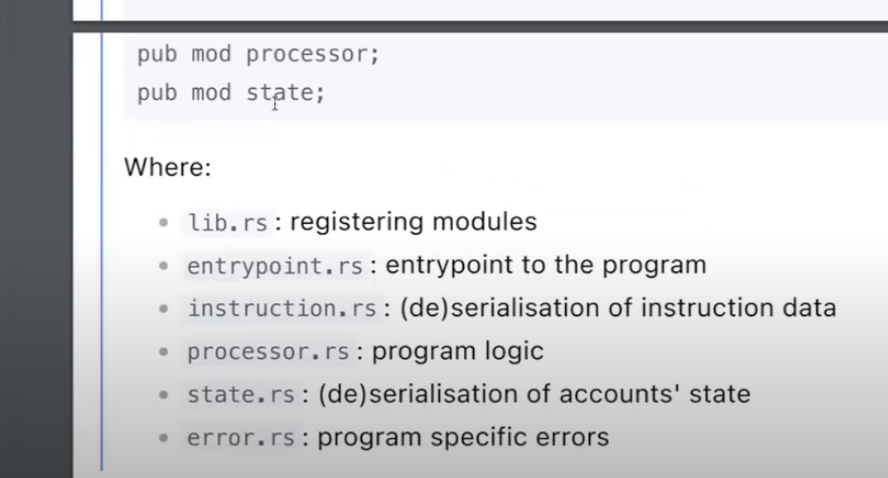 pub mod processor;
pub mod state;
Where:
• lib.rs: registering modules
• entrypoint.rs: entrypoint to the program
• instruction.rs: (de)serialisation of instruction data
• processor.rs: program logic
• state.rs: (de)serialisation of accounts' state
• error.rs: program specific errors